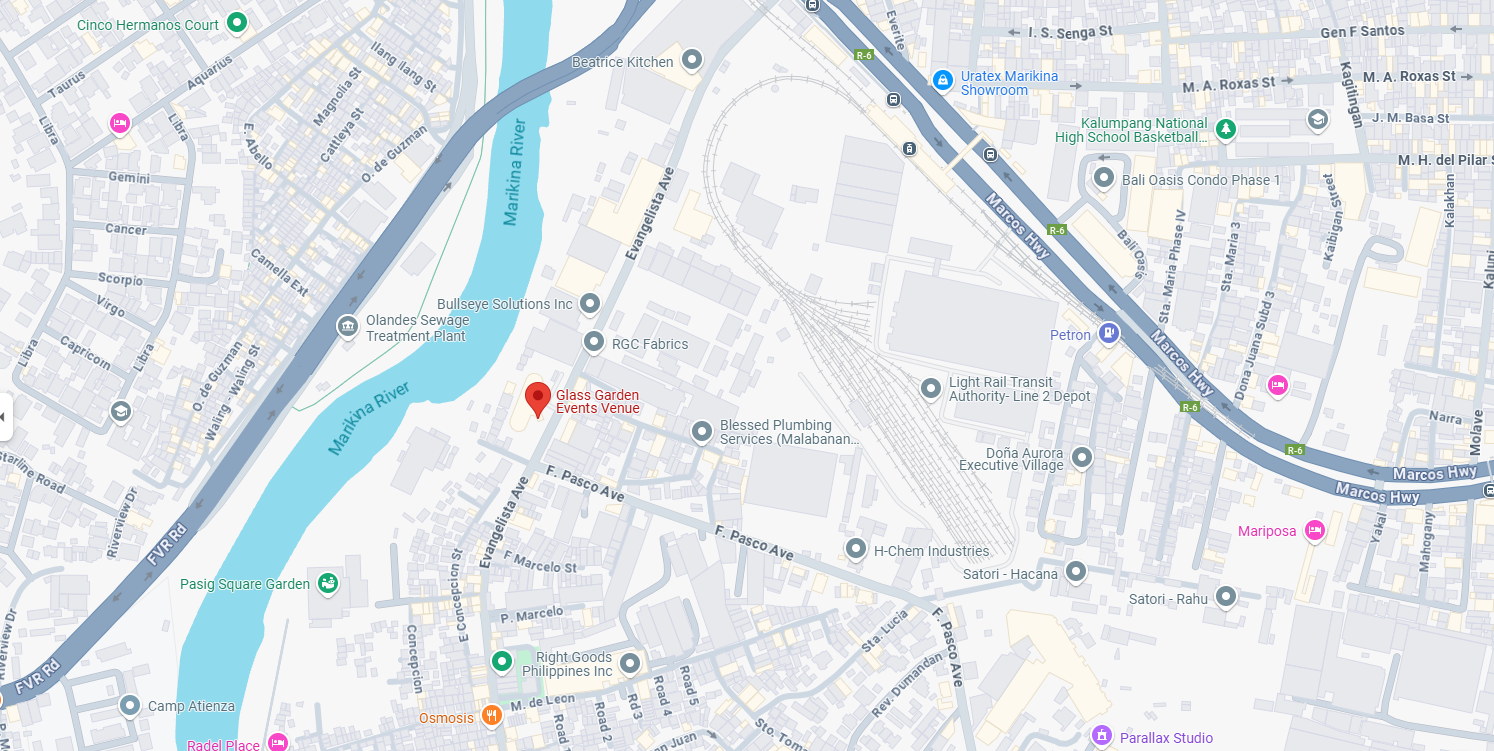 Cinco Hermanos Court
Taurus
Aquarius
Ilang ilang St
Magnolia St
Cattleya St
O. de Guzman
E. Abello
Libra
Libra
Gemini
Cancer
Scorpio
Virgo
Capricorn
Libra
Libra
Camella Ext
O. de Guzman
Waling - Waling St
Starline Road
Riverview Dr
Riverview Dr
FVR Rd
FVR Rd
Camp Atienza
Radel Place
Pasig Square Garden
Olandes Sewage
Treatment Plant
Marikina River
Marikina River
Beatrice Kitchen
Evangelista Ave
Bullseye Solutions Inc
RGC Fabrics
Glass Garden
Events Venue
Blessed Plumbing
Services (Malabanan...
F. Pasco Ave
F. Pasco Ave
F. Pasco Ave
Evangelista Ave
E Concepcion St
Concepcion
F Marcelo St
P. Marcelo
Right Goods
Philippines Inc
M. de Leon
Osmosis
Road 1
Road 2
Rd 3
Road 4
Road 5
San Juan
Sto. Toma
Sta. Lucia
Rev. Dumandan
H-Chem Industries
Satori - Hacana
Satori - Rahu
Parallax Studio
Mariposa
Doña Aurora
Executive Village
Light Rail Transit
Authority- Line 2 Depot
Petron
Everlite
R-6
Uratex Marikina
Showroom
I. S. Senga St
Gen F Santos
M. A. Roxas St
M. A. Roxas St
Kagitingan
J. M. Basa St
Kalumpang National
High School Basketball...
M. H. del Pilar S
Bali Oasis Condo Phase 1
Bali Oasis
Marcos Hwy
R-6
Sta. Maria Phase IV
Sta. Maria 3
Dona Juana Subd 3
Kaibigan Street
Kalakhan
Kaluni
Marcos Hwy
R-6
R-6
Narra
Molave
Marcos Hwy
Marcos Hwy
Yakal
Mahogany